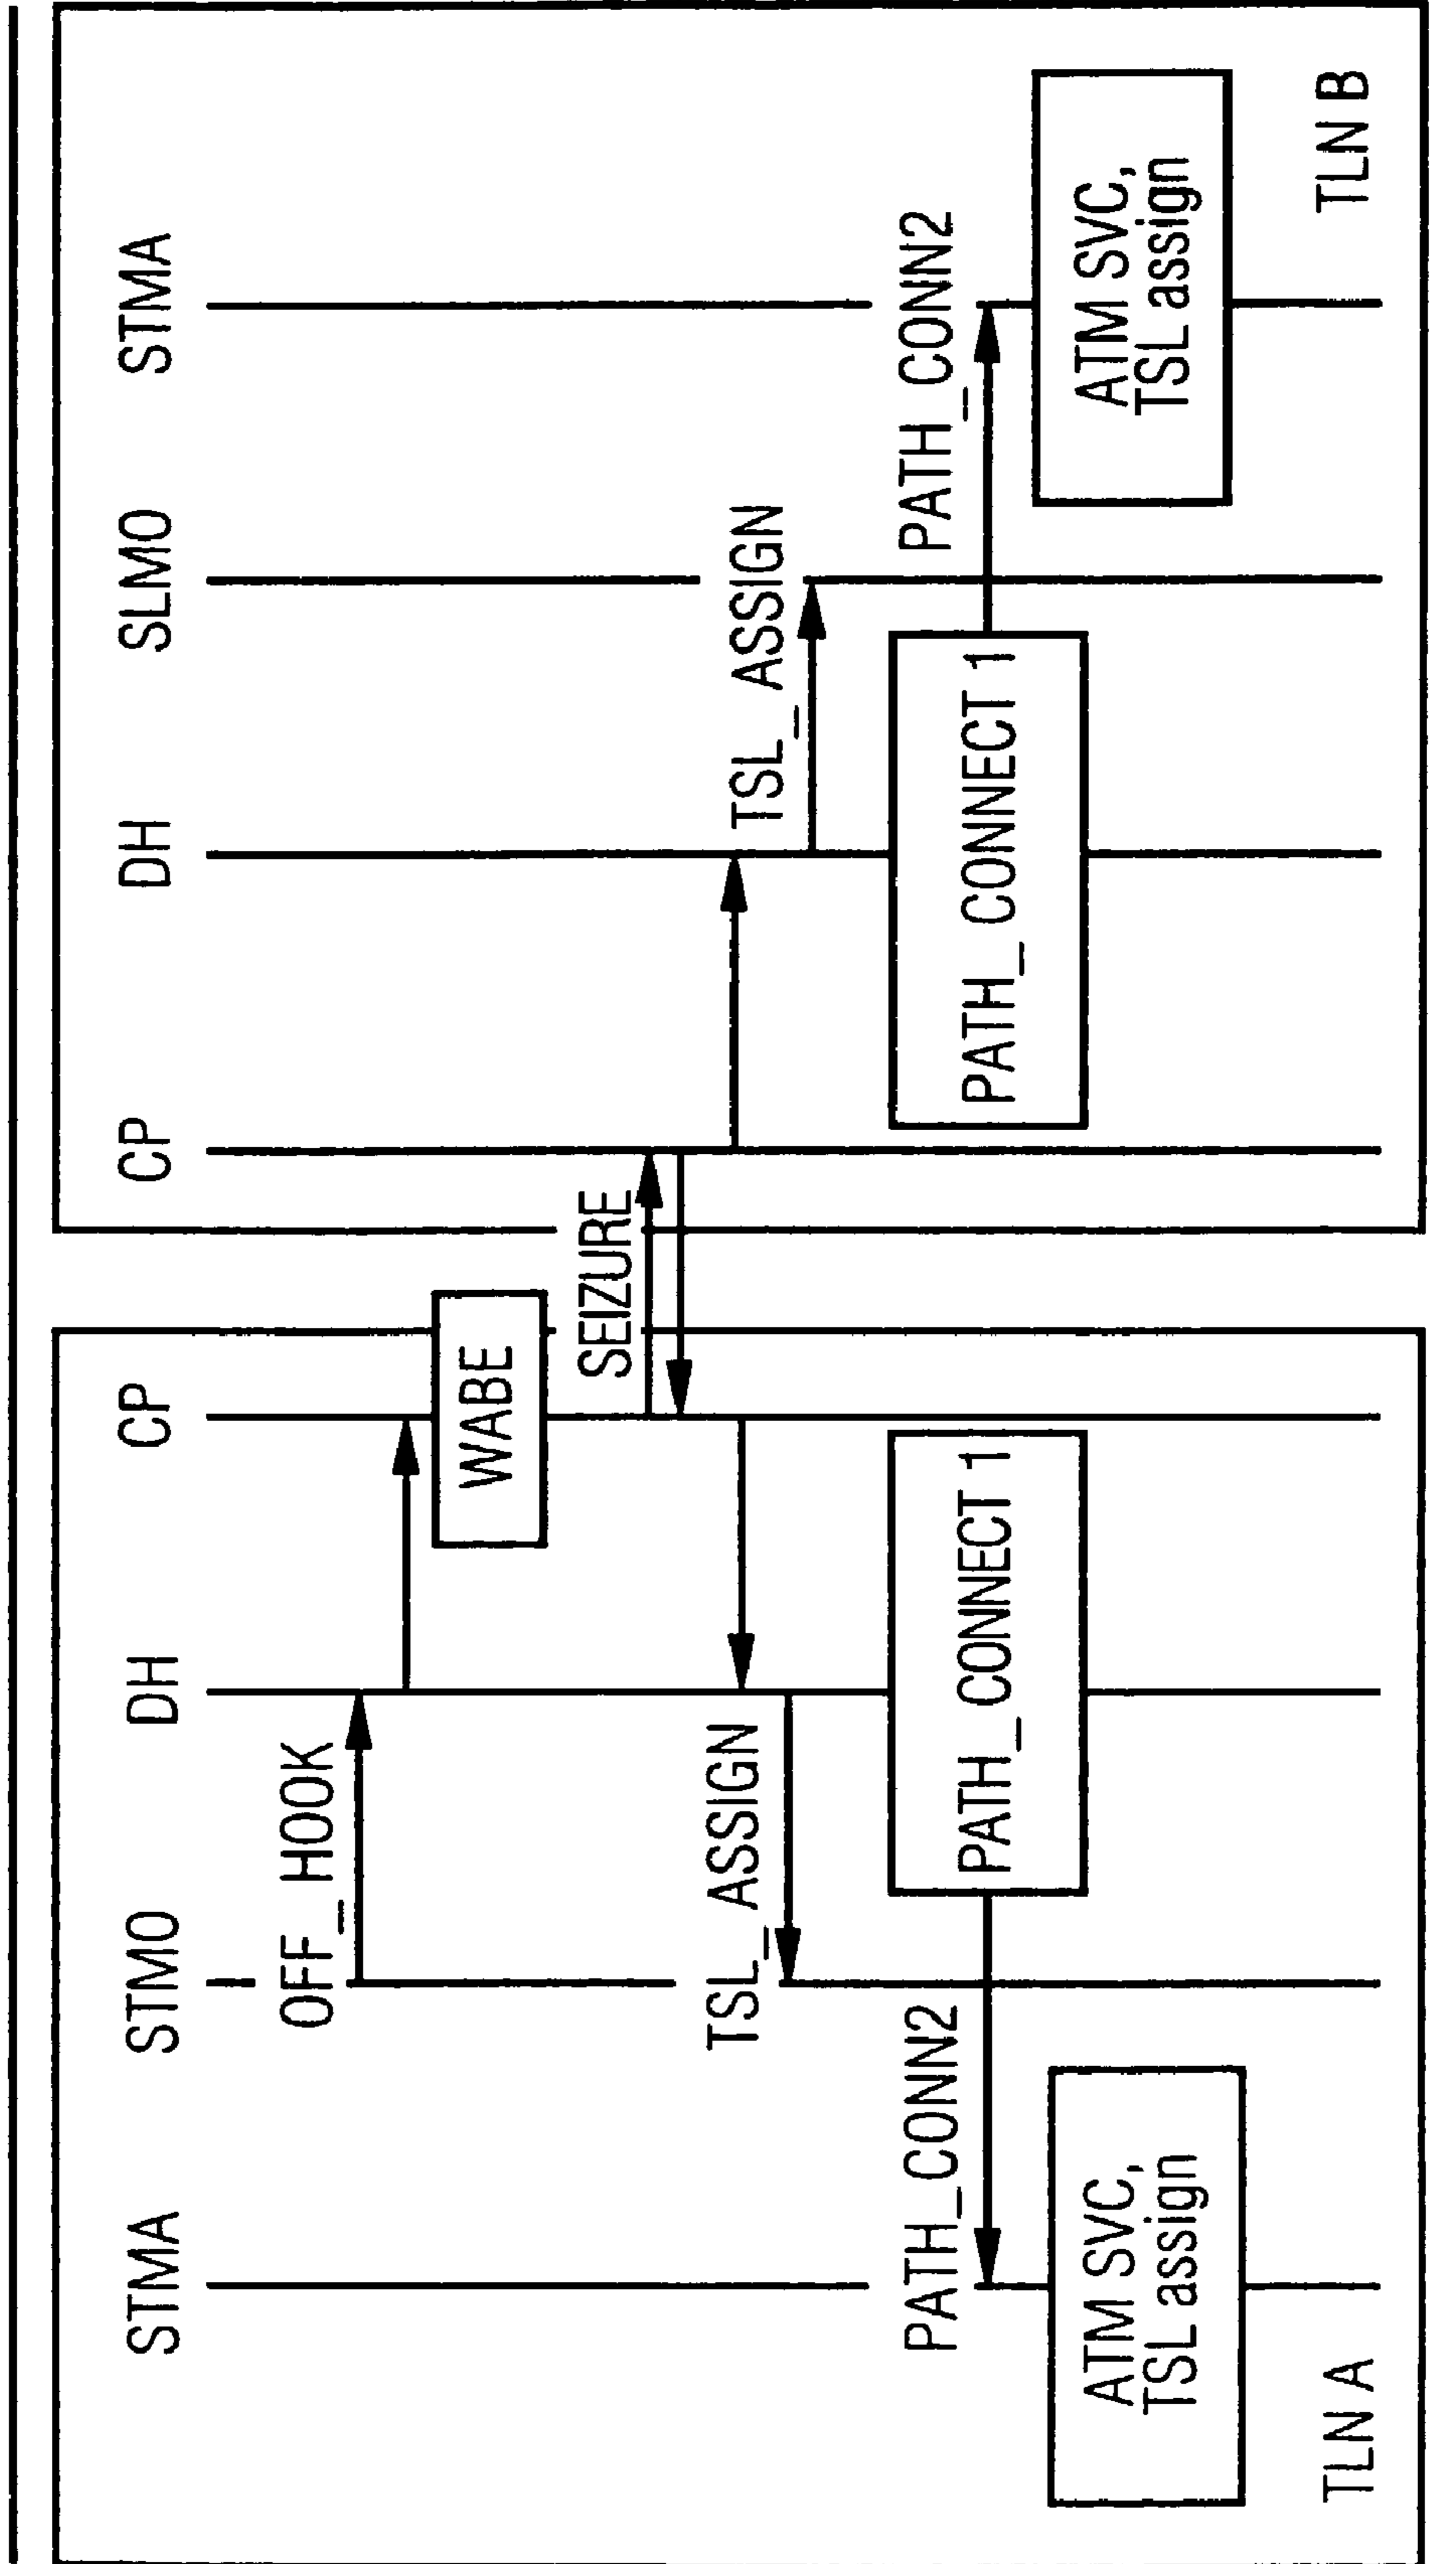 STMA
STMO
DH
CP
CP
DH
SLMO
STMA
OFF_HOOK
WABE
SEIZURE
TSL_ASSIGN
TSL_ASSIGN
PATH_CONN2
PATH_CONNECT 1
PATH_CONNECT 1
PATH_CONN2
ATM SVC,
TSL assign
ATM SVC,
TSL assign
TLN A
TLN B